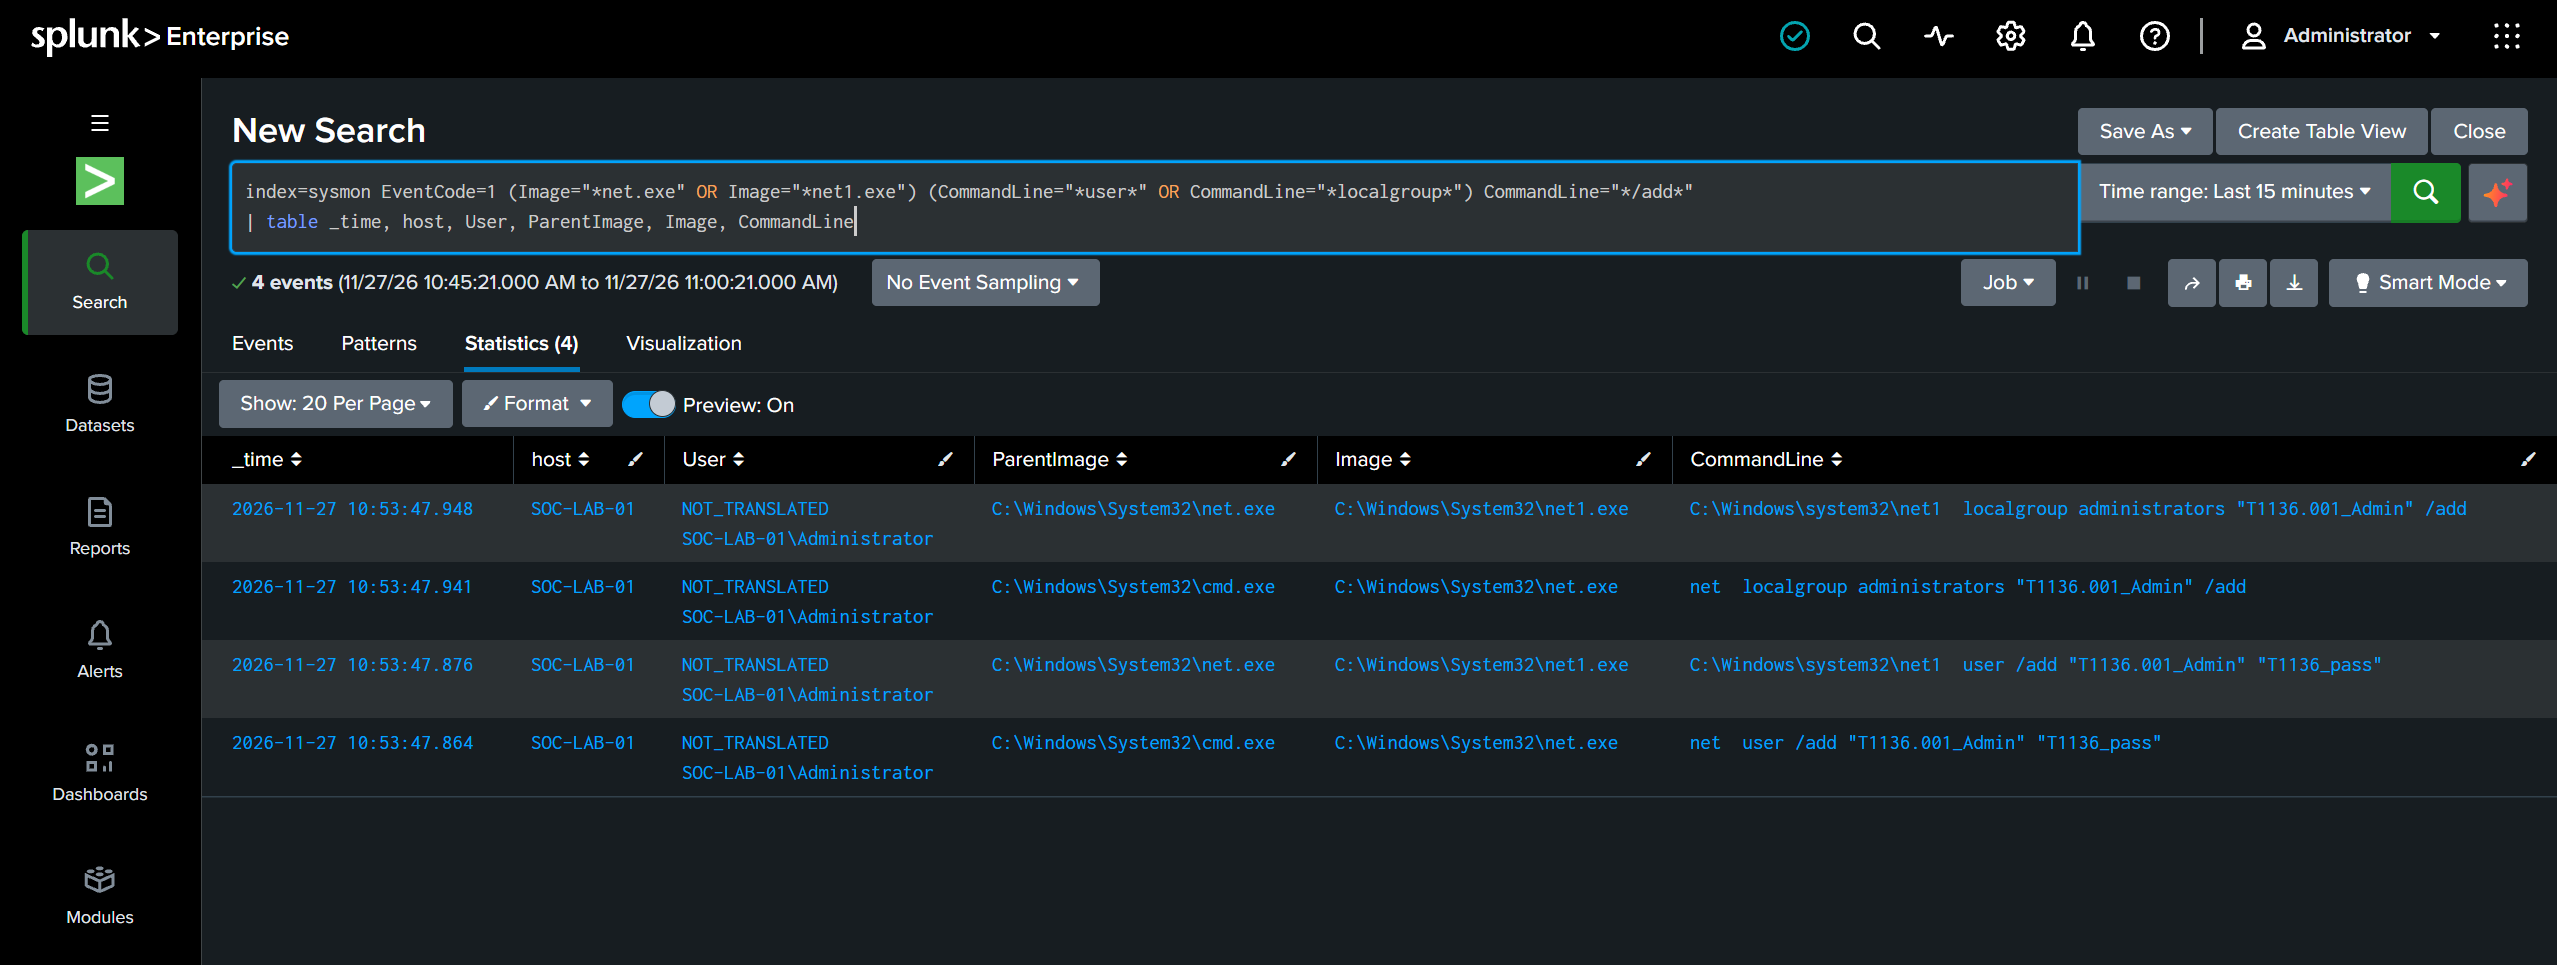 splunk> Enterprise
Administrator
New Search
Save As
Create Table View
Close
index=sysmon EventCode=1 (Image="*net.exe" OR Image="*net1.exe") (CommandLine="*user*" OR CommandLine="*localgroup*") CommandLine="*/add*"
| table _time, host, User, ParentImage, Image, CommandLine
Time range: Last 15 minutes
4 events (11/27/26 10:45:21.000 AM to 11/27/26 11:00:21.000 AM)
No Event Sampling
Job
Smart Mode
Search
Datasets
Reports
Alerts
Dashboards
Modules
Events
Patterns
Statistics (4)
Visualization
Show: 20 Per Page
Format
Preview: On
_time host User ParentImage Image CommandLine
2026-11-27 10:53:47.948 SOC-LAB-01 NOT_TRANSLATED C:\Windows\System32\net.exe C:\Windows\System32\net1.exe C:\Windows\system32\net1  localgroup administrators "T1136.001_Admin" /add
SOC-LAB-01\Administrator
2026-11-27 10:53:47.941 SOC-LAB-01 NOT_TRANSLATED C:\Windows\System32\cmd.exe C:\Windows\System32\net.exe net  localgroup administrators "T1136.001_Admin" /add
SOC-LAB-01\Administrator
2026-11-27 10:53:47.876 SOC-LAB-01 NOT_TRANSLATED C:\Windows\System32\net.exe C:\Windows\System32\net1.exe C:\Windows\system32\net1  user /add "T1136.001_Admin" "T1136_pass"
SOC-LAB-01\Administrator
2026-11-27 10:53:47.864 SOC-LAB-01 NOT_TRANSLATED C:\Windows\System32\cmd.exe C:\Windows\System32\net.exe net  user /add "T1136.001_Admin" "T1136_pass"
SOC-LAB-01\Administrator